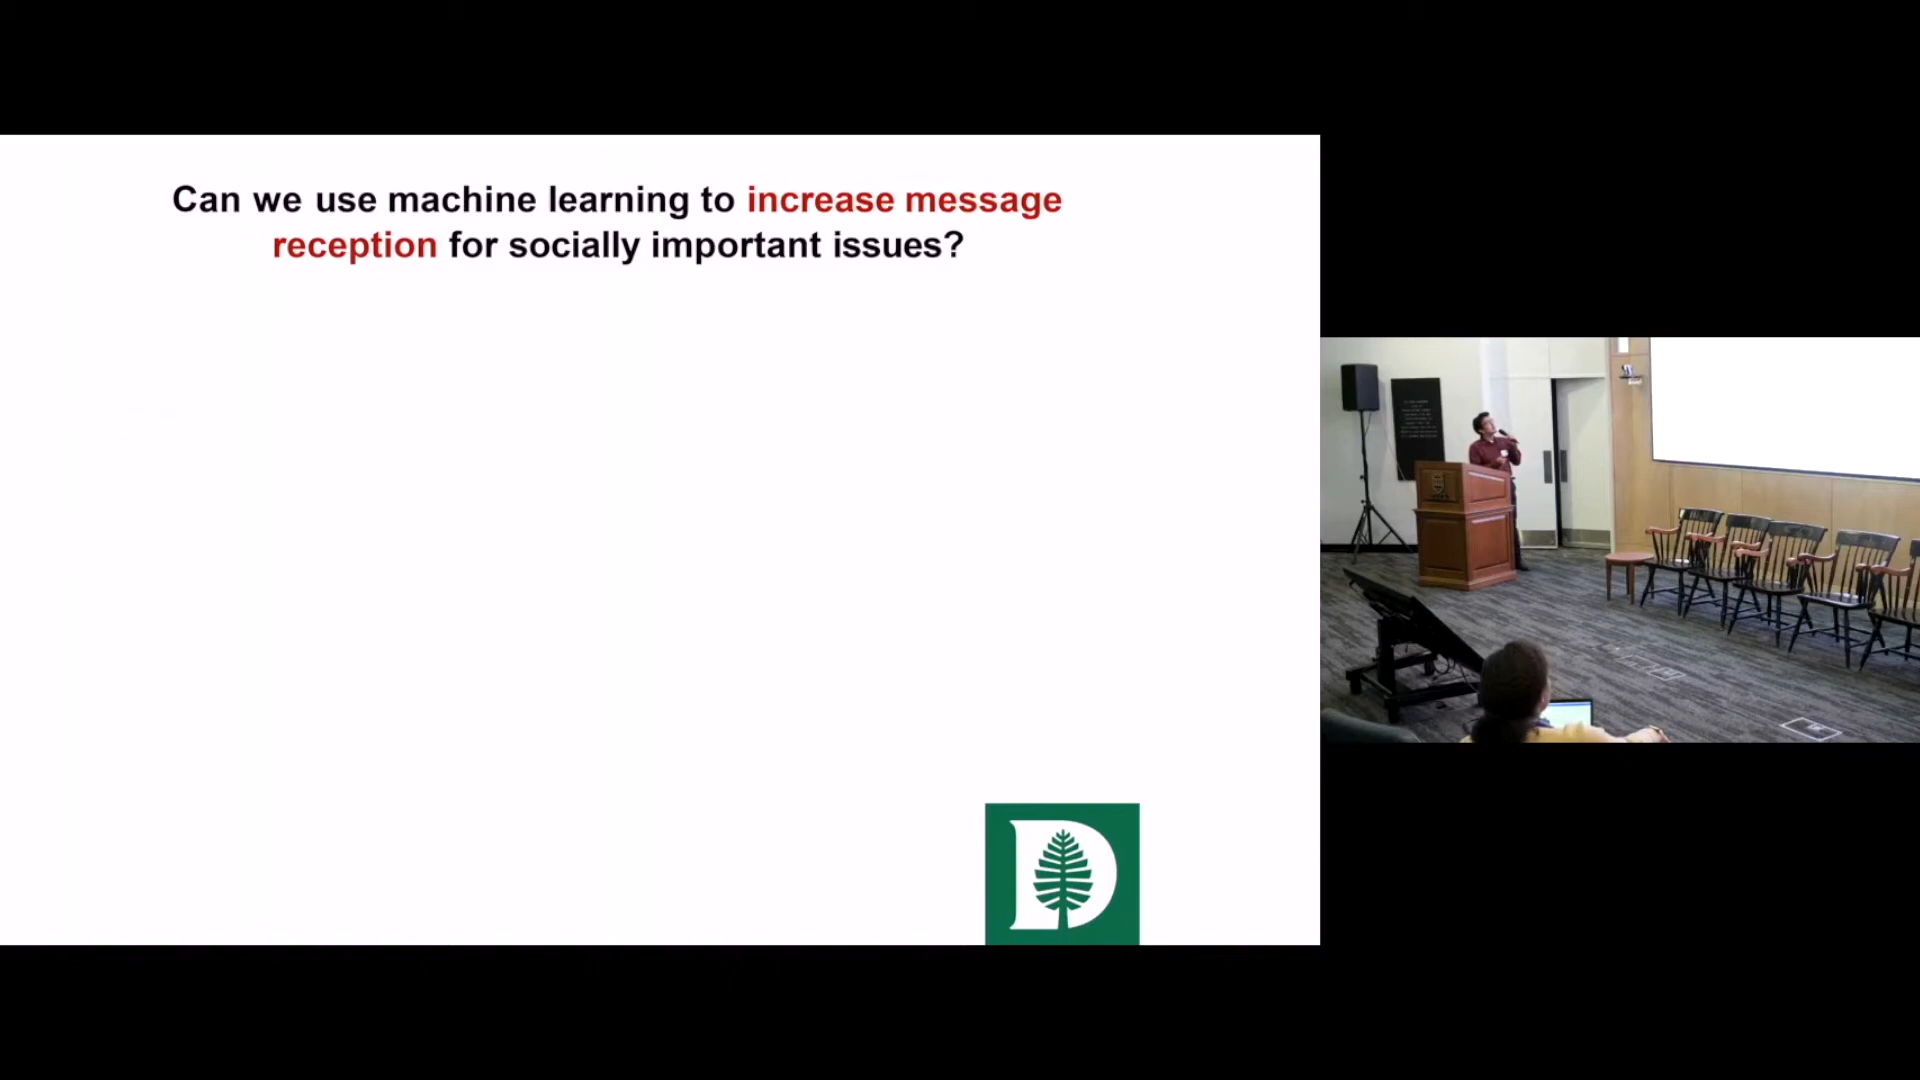 Can we use machine learning to increase message
reception for socially important issues?
D